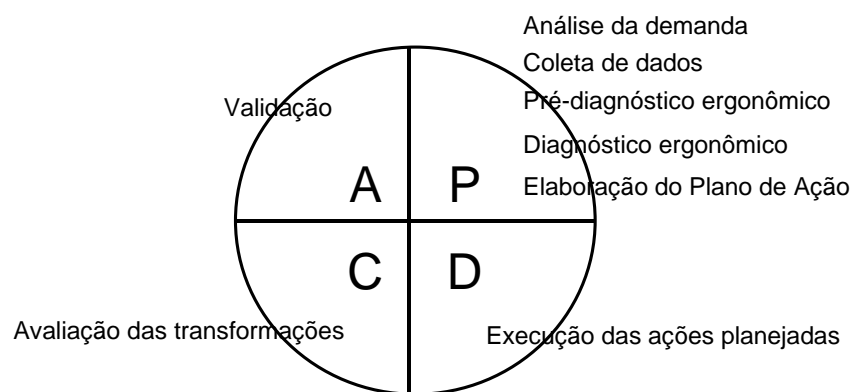 Análise da demanda
Coleta de dados
Pré-diagnóstico ergonômico
Diagnóstico ergonômico
Elaboração do Plano de Ação
Validação
A P
C D
Avaliação das transformações
Execução das ações planejadas